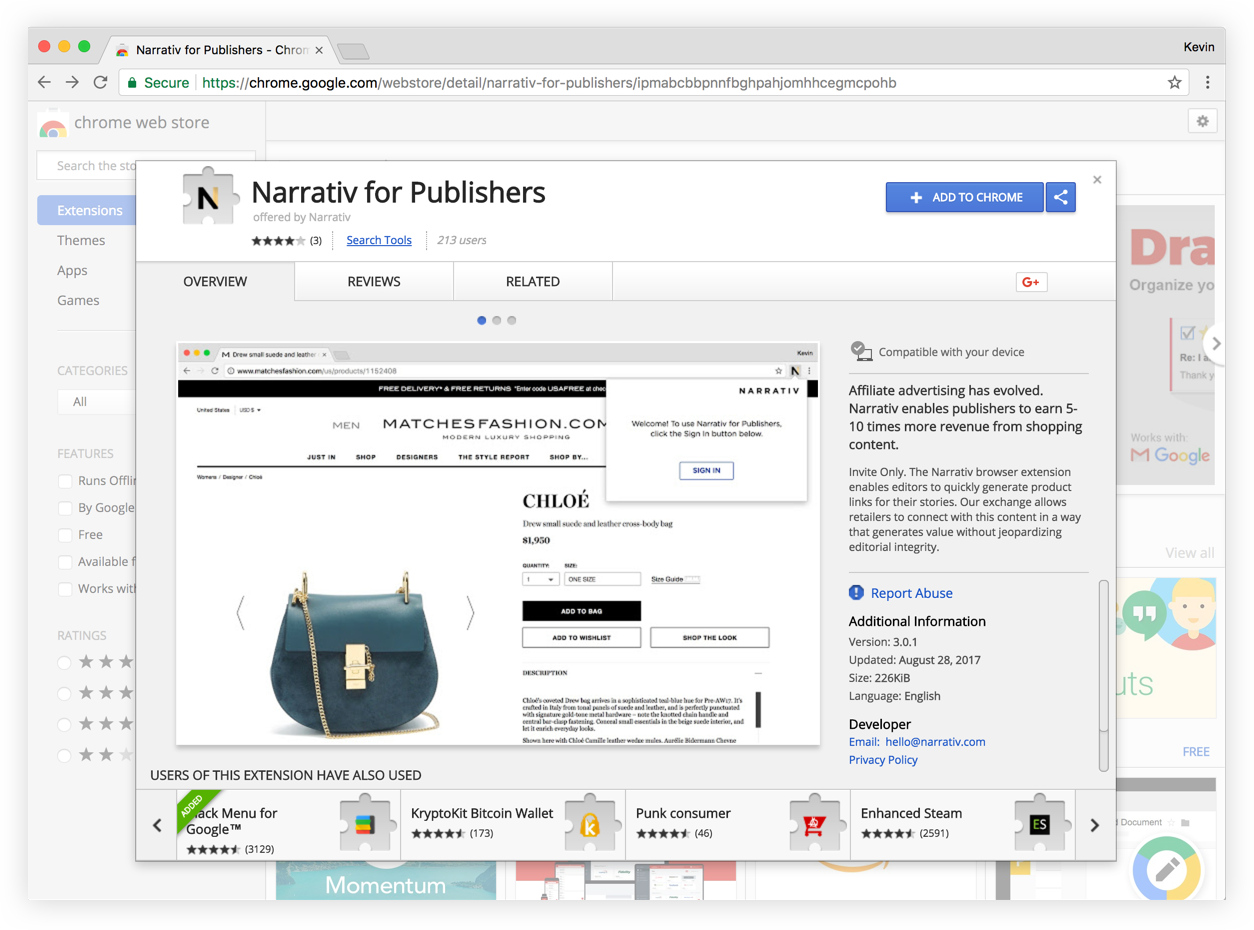 Narrativ for Publishers - Chrom
Kevin
Secure
https://chrome.google.com/webstore/detail/narrativ-for-publishers/ipmabcbbpnnfbghpahjomhhcegmcpohb
chrome web store
Search the sto
Extensions
Themes
Apps
Games
CATEGORIES
All
FEATURES
Runs Offlin
By Google
Free
Available f
Works with
RATINGS
N
Narrativ for Publishers
offered by Narrativ
(3)
Search Tools
213 users
ADD TO CHROME
OVERVIEW
REVIEWS
RELATED
G+
Drew small suede and leather
Kevin
www.matchesfashion.com/us/products/1152408
N
FREE DELIVERY* & FREE RETURNS *Enter code USAFREE at chec
United States
USD $
MEN
MATCHESFASHION.COM
MODERN LUXURY SHOPPING
JUST IN
SHOP
DESIGNERS
THE STYLE REPORT
SHOP BY...
Womens / Designer / Chloé
NARRATIV
Welcome! To use Narrativ for Publishers,
click the Sign In button below.
SIGN IN
CHLOÉ
Drew small suede and leather cross-body bag
$1,950
QUANTITY:
SIZE:
1
ONE SIZE
Size Guide
ADD TO BAG
ADD TO WISHLIST
SHOP THE LOOK
DESCRIPTION
Chloé's coveted Drew bag arrives in a sophisticated teal-blue hue for Pre-AW17. It's
crafted in Italy from tonal panels of suede and leather, and is perfectly punctuated
with signature gold-tone metal hardware – note the knotted chain handle and
central bar-clasp fastening. Conceal small essentials in the beige suede interior, and
let it enrich everyday looks.
Shown here with Chloé Camille leather wedge mules, Aurélie Bidermann Cheyne
Compatible with your device
Affiliate advertising has evolved.
Narrativ enables publishers to earn 5-
10 times more revenue from shopping
content.
Invite Only. The Narrativ browser extension
enables editors to quickly generate product
links for their stories. Our exchange allows
retailers to connect with this content in a way
that generates value without jeopardizing
editorial integrity.
Report Abuse
Additional Information
Version: 3.0.1
Updated: August 28, 2017
Size: 226KiB
Language: English
Developer
Email: hello@narrativ.com
Privacy Policy
USERS OF THIS EXTENSION HAVE ALSO USED
ADDED
ack Menu for
Google™
(3129)
KryptoKit Bitcoin Wallet
(173)
k
Punk consumer
(46)
Enhanced Steam
(2591)
ES
Dra
Organize yo
Re: I a
Thank y
Works with:
Google
View all
uts
FREE
Document
Momentum